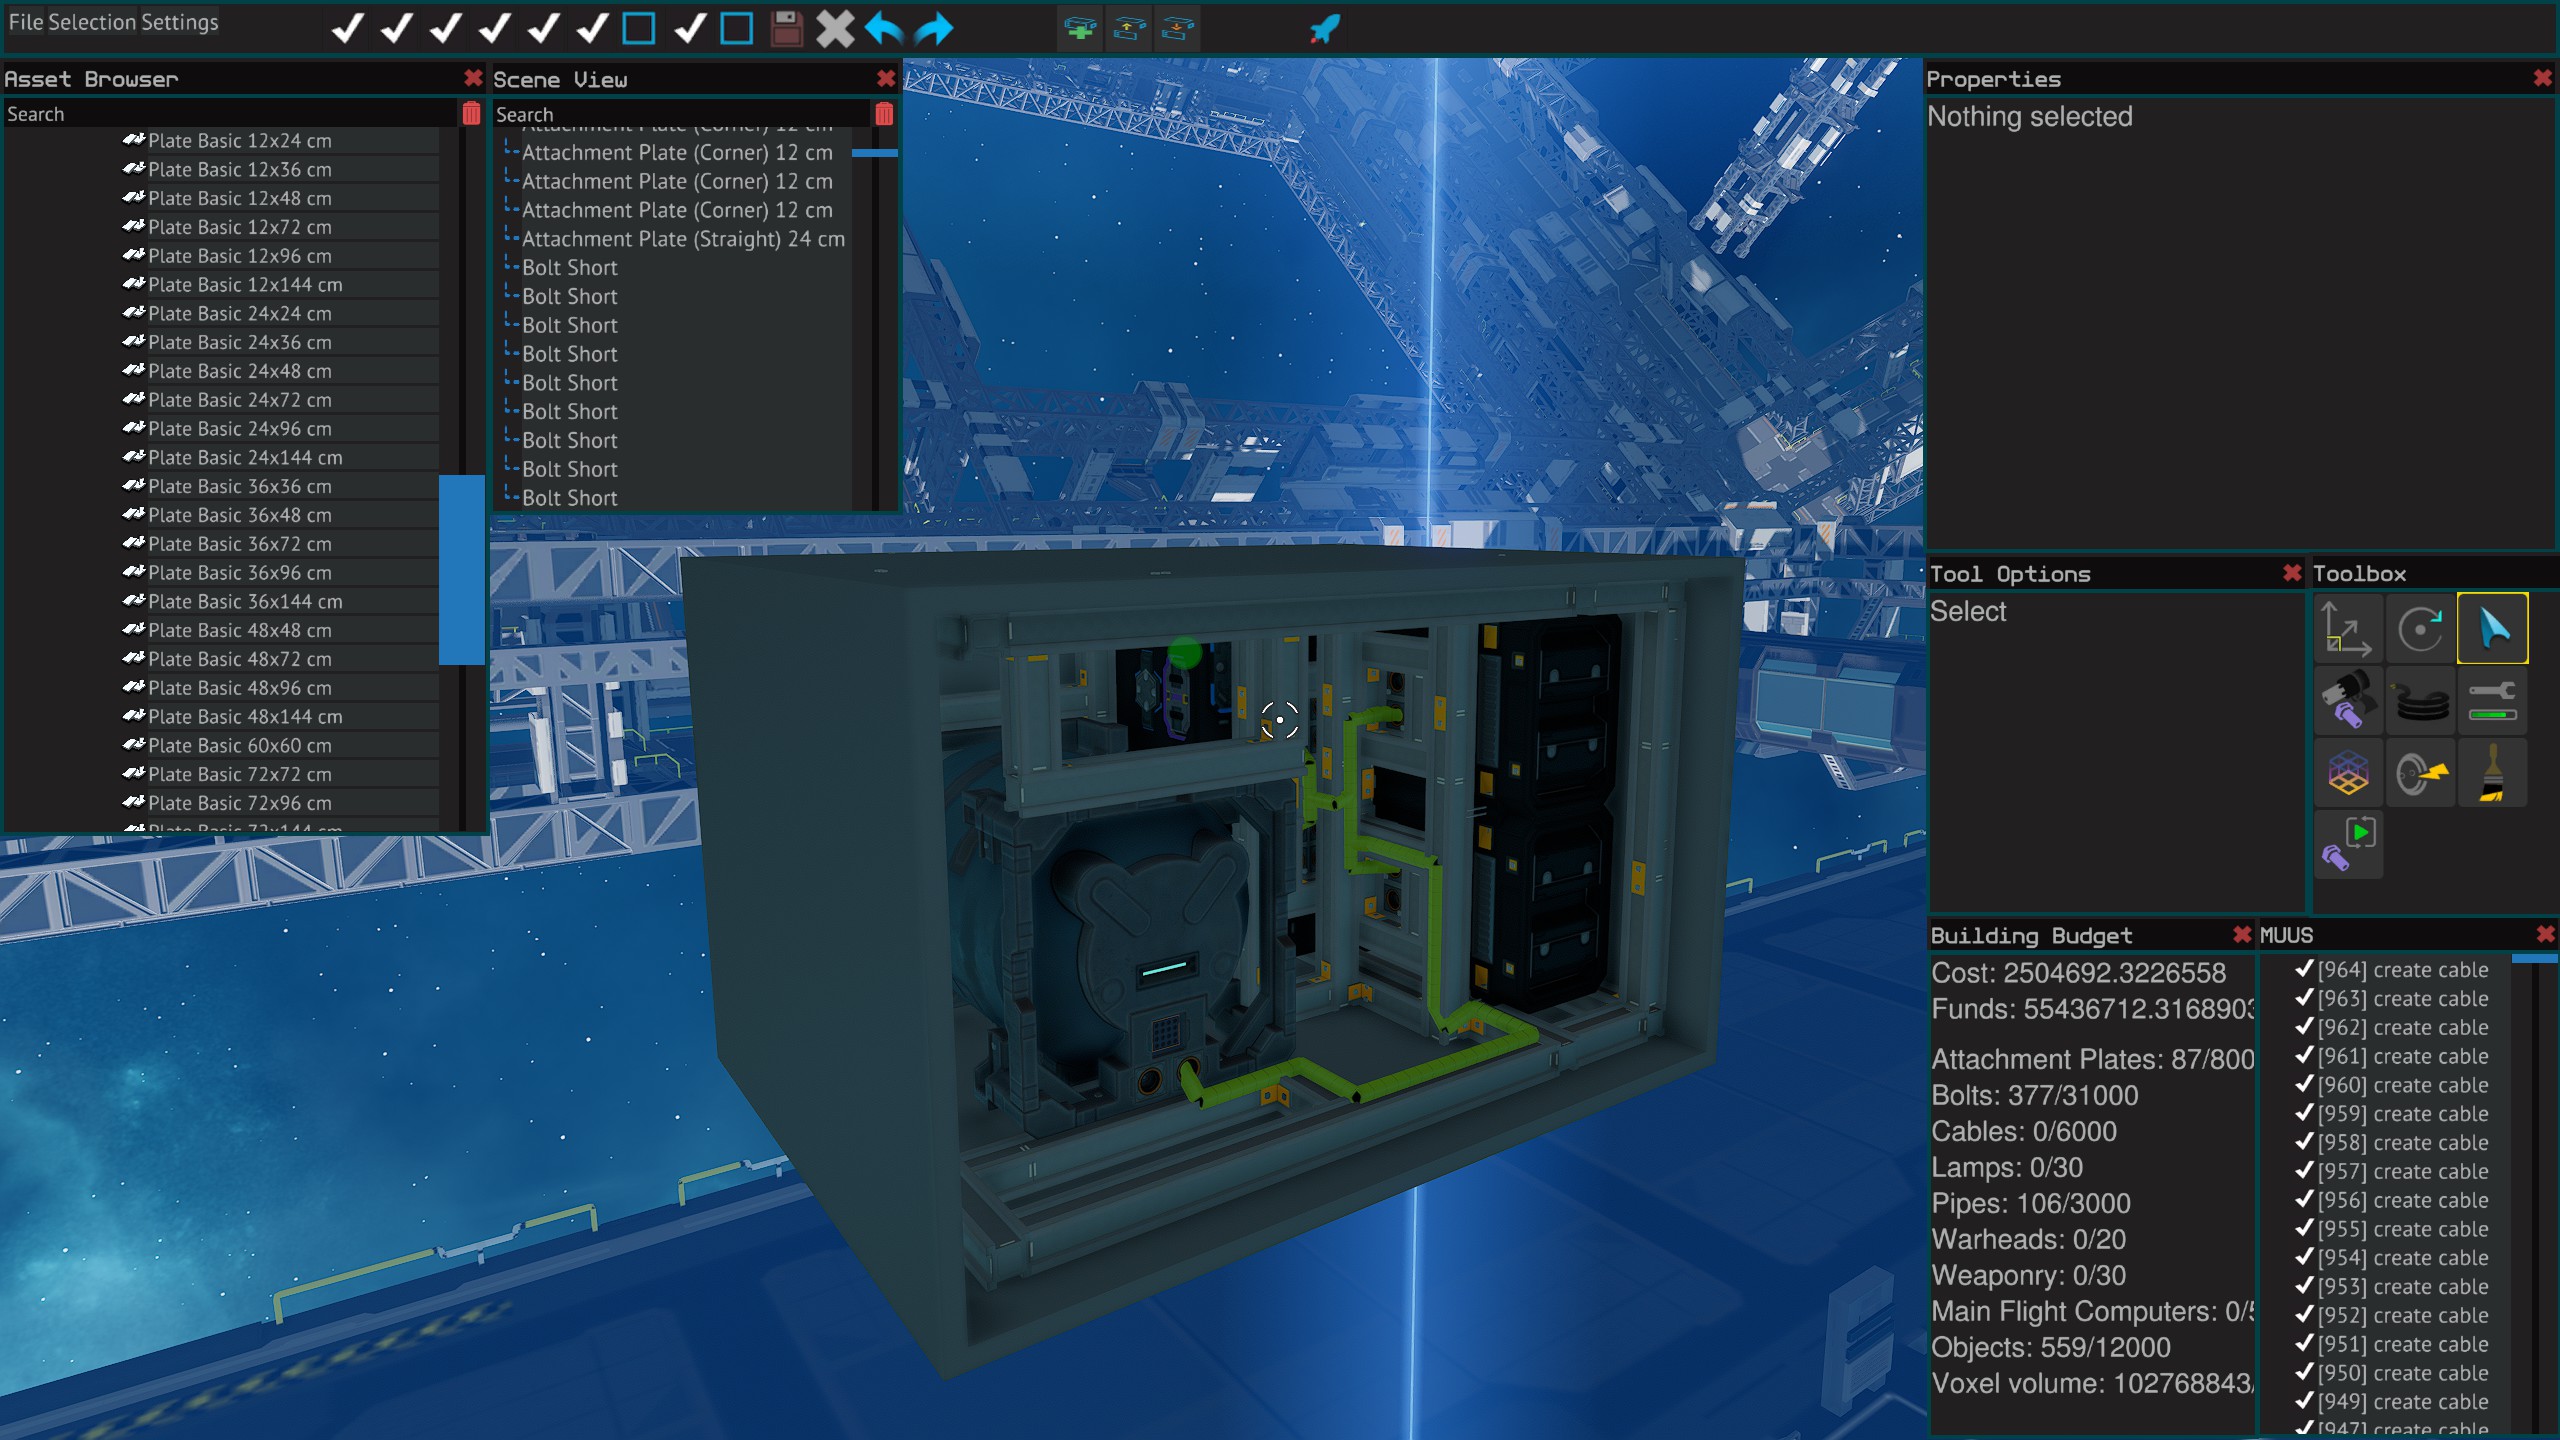 File Selection Settings
Asset Browser
Search
Plate Basic 12x24 cm
Plate Basic 12x36 cm
Plate Basic 12x48 cm
Plate Basic 12x72 cm
Plate Basic 12x96 cm
Plate Basic 12x144 cm
Plate Basic 24x24 cm
Plate Basic 24x36 cm
Plate Basic 24x48 cm
Plate Basic 24x72 cm
Plate Basic 24x96 cm
Plate Basic 24x144 cm
Plate Basic 36x36 cm
Plate Basic 36x48 cm
Plate Basic 36x72 cm
Plate Basic 36x96 cm
Plate Basic 36x144 cm
Plate Basic 48x48 cm
Plate Basic 48x72 cm
Plate Basic 48x96 cm
Plate Basic 48x144 cm
Plate Basic 60x60 cm
Plate Basic 72x72 cm
Plate Basic 72x96 cm
Plate Basic 72x144 cm
Scene View
Search
Attachment Plate (Corner) 12 cm
Attachment Plate (Corner) 12 cm
Attachment Plate (Corner) 12 cm
Attachment Plate (Corner) 12 cm
Attachment Plate (Straight) 24 cm
Bolt Short
Bolt Short
Bolt Short
Bolt Short
Bolt Short
Bolt Short
Bolt Short
Bolt Short
Bolt Short
Properties
Nothing selected
Tool Options
Select
Toolbox
Building Budget
Cost: 2504692.3226558
Funds: 55436712.3168903
Attachment Plates: 87/800
Bolts: 377/31000
Cables: 0/6000
Lamps: 0/30
Pipes: 106/3000
Warheads: 0/20
Weaponry: 0/30
Main Flight Computers: 0/5
Objects: 559/12000
Voxel volume: 102768843/
MUUS
[964] create cable
[963] create cable
[962] create cable
[961] create cable
[960] create cable
[959] create cable
[958] create cable
[957] create cable
[956] create cable
[955] create cable
[954] create cable
[953] create cable
[952] create cable
[951] create cable
[950] create cable
[949] create cable
[947] create cable